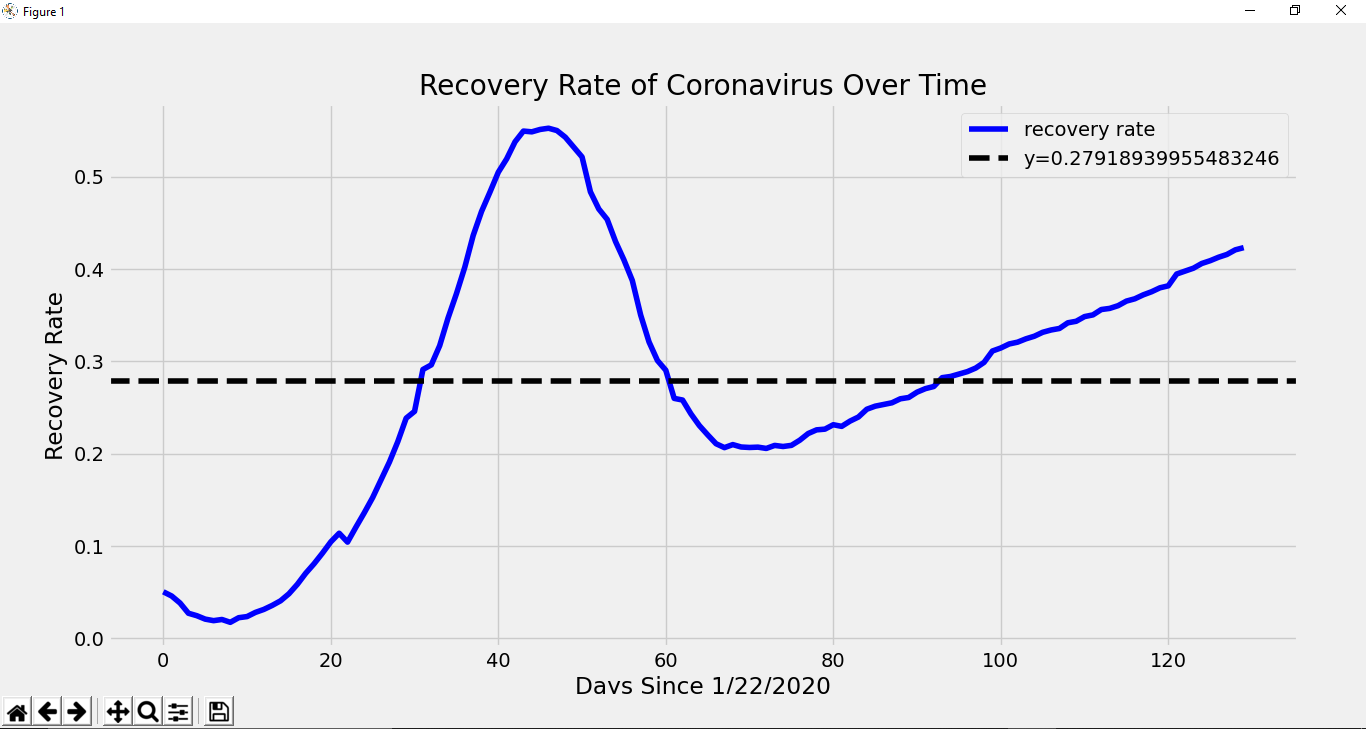 Figure 1
Recovery Rate of Coronavirus Over Time
recovery rate
y=0.27918939955483246
Recovery Rate
0.5
0.4
0.3
0.2
0.1
0.0
0 20 40 60 80 100 120
Days Since 1/22/2020